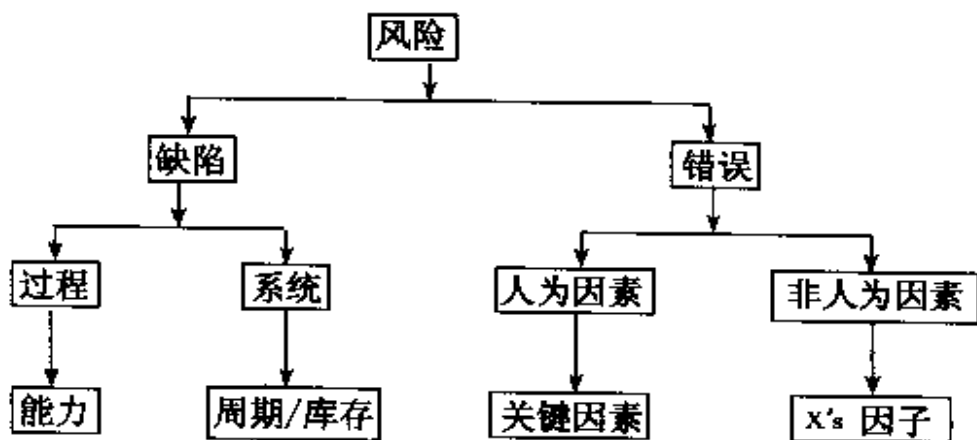 风险
缺陷
错误
过程
系统
人为因素
非人为因素
能力
周期/库存
关键因素
X's 因子